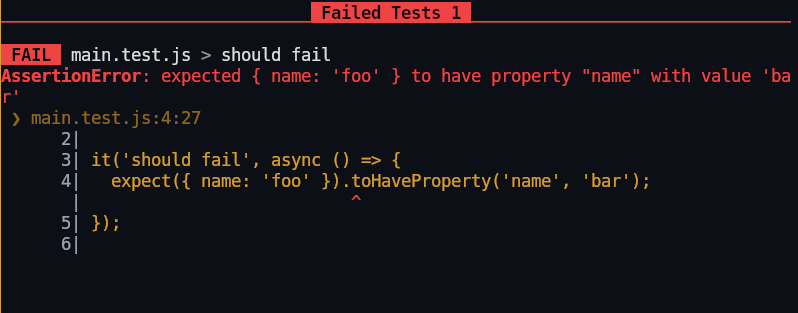 Failed Tests 1
FAIL main.test.js > should fail
AssertionError: expected { name: 'foo' } to have property "name" with value 'ba
r'
❯ main.test.js:4:27
2|
3| it('should fail', async () => {
4|   expect({ name: 'foo' }).toHaveProperty('name', 'bar');
 |                           ^
5| });
6|